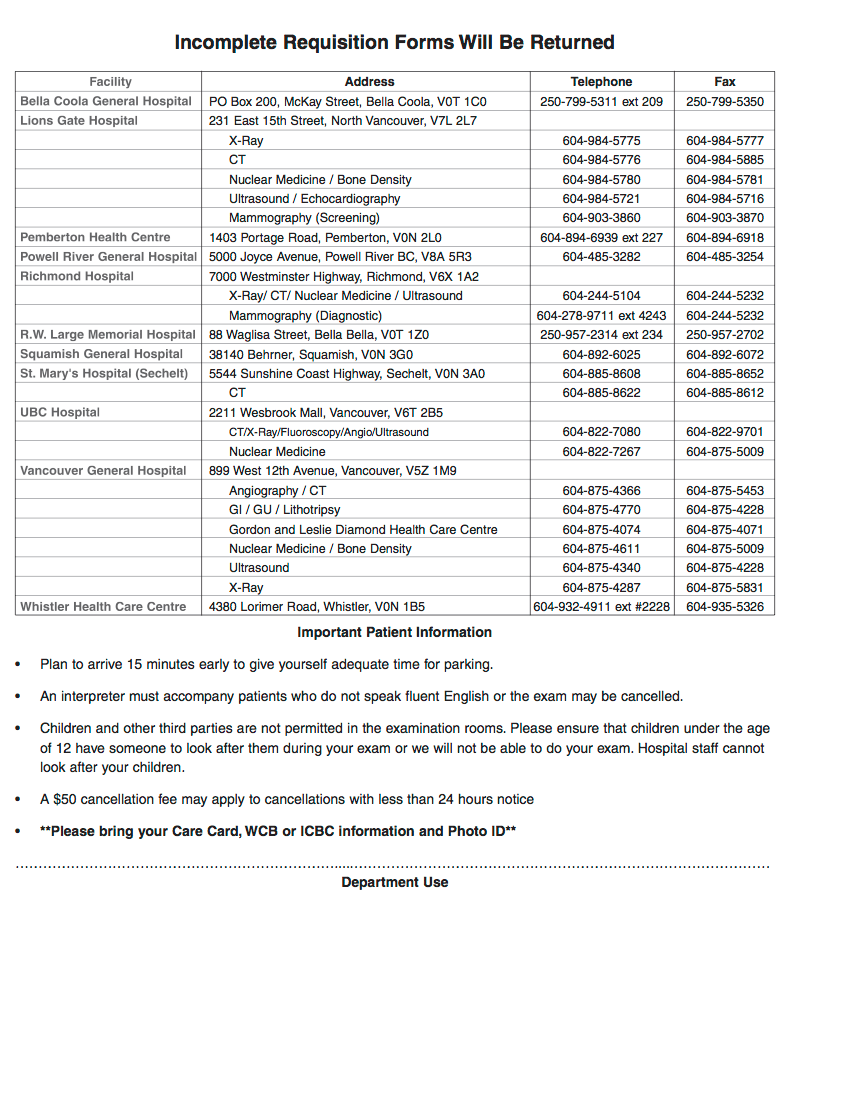 Incomplete Requisition Forms Will Be Returned
Facility Address Telephone Fax
Bella Coola General Hospital PO Box 200, McKay Street, Bella Coola, V0T 1C0 250-799-5311 ext 209 250-799-5350
Lions Gate Hospital 231 East 15th Street, North Vancouver, V7L 2L7
X-Ray 604-984-5775 604-984-5777
CT 604-984-5776 604-984-5885
Nuclear Medicine / Bone Density 604-984-5780 604-984-5781
Ultrasound / Echocardiography 604-984-5721 604-984-5716
Mammography (Screening) 604-903-3860 604-903-3870
Pemberton Health Centre 1403 Portage Road, Pemberton, V0N 2L0 604-894-6939 ext 227 604-894-6918
Powell River General Hospital 5000 Joyce Avenue, Powell River BC, V8A 5R3 604-485-3282 604-485-3254
Richmond Hospital 7000 Westminster Highway, Richmond, V6X 1A2
X-Ray/ CT/ Nuclear Medicine / Ultrasound 604-244-5104 604-244-5232
Mammography (Diagnostic) 604-278-9711 ext 4243 604-244-5232
R.W. Large Memorial Hospital 88 Waglisa Street, Bella Bella, V0T 1Z0 250-957-2314 ext 234 250-957-2702
Squamish General Hospital 38140 Behrner, Squamish, V0N 3G0 604-892-6025 604-892-6072
St. Mary's Hospital (Sechelt) 5544 Sunshine Coast Highway, Sechelt, V0N 3A0 604-885-8608 604-885-8652
CT 604-885-8622 604-885-8612
UBC Hospital 2211 Wesbrook Mall, Vancouver, V6T 2B5
CT/X-Ray/Fluoroscopy/Angio/Ultrasound 604-822-7080 604-822-9701
Nuclear Medicine 604-822-7267 604-875-5009
Vancouver General Hospital 899 West 12th Avenue, Vancouver, V5Z 1M9
Angiography / CT 604-875-4366 604-875-5453
GI / GU / Lithotripsy 604-875-4770 604-875-4228
Gordon and Leslie Diamond Health Care Centre 604-875-4074 604-875-4071
Nuclear Medicine / Bone Density 604-875-4611 604-875-5009
Ultrasound 604-875-4340 604-875-4228
X-Ray 604-875-4287 604-875-5831
Whistler Health Care Centre 4380 Lorimer Road, Whistler, V0N 1B5 604-932-4911 ext #2228 604-935-5326
Important Patient Information
• Plan to arrive 15 minutes early to give yourself adequate time for parking.
• An interpreter must accompany patients who do not speak fluent English or the exam may be cancelled.
• Children and other third parties are not permitted in the examination rooms. Please ensure that children under the age
of 12 have someone to look after them during your exam or we will not be able to do your exam. Hospital staff cannot
look after your children.
• A $50 cancellation fee may apply to cancellations with less than 24 hours notice
• **Please bring your Care Card, WCB or ICBC information and Photo ID**
Department Use